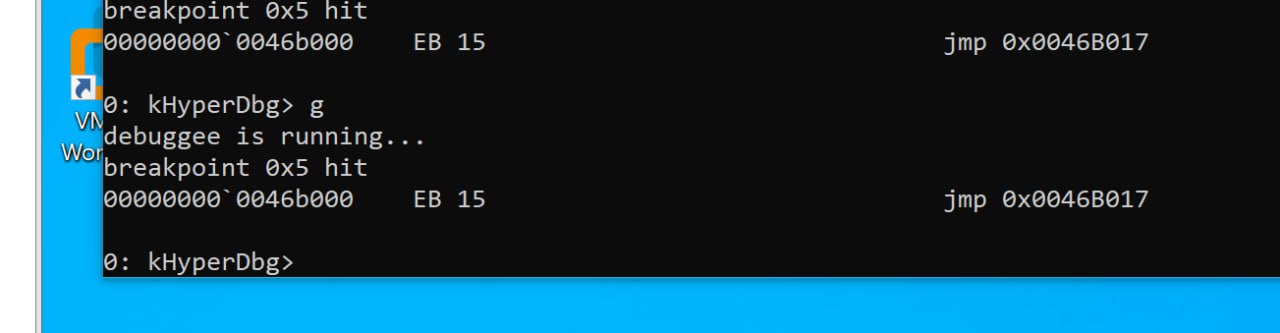 breakpoint 0x5 hit
00000000`0046b000    EB 15                               jmp 0x0046B017
0: kHyperDbg> g
debuggee is running...
breakpoint 0x5 hit
00000000`0046b000    EB 15                               jmp 0x0046B017
0: kHyperDbg>
VM
Wor